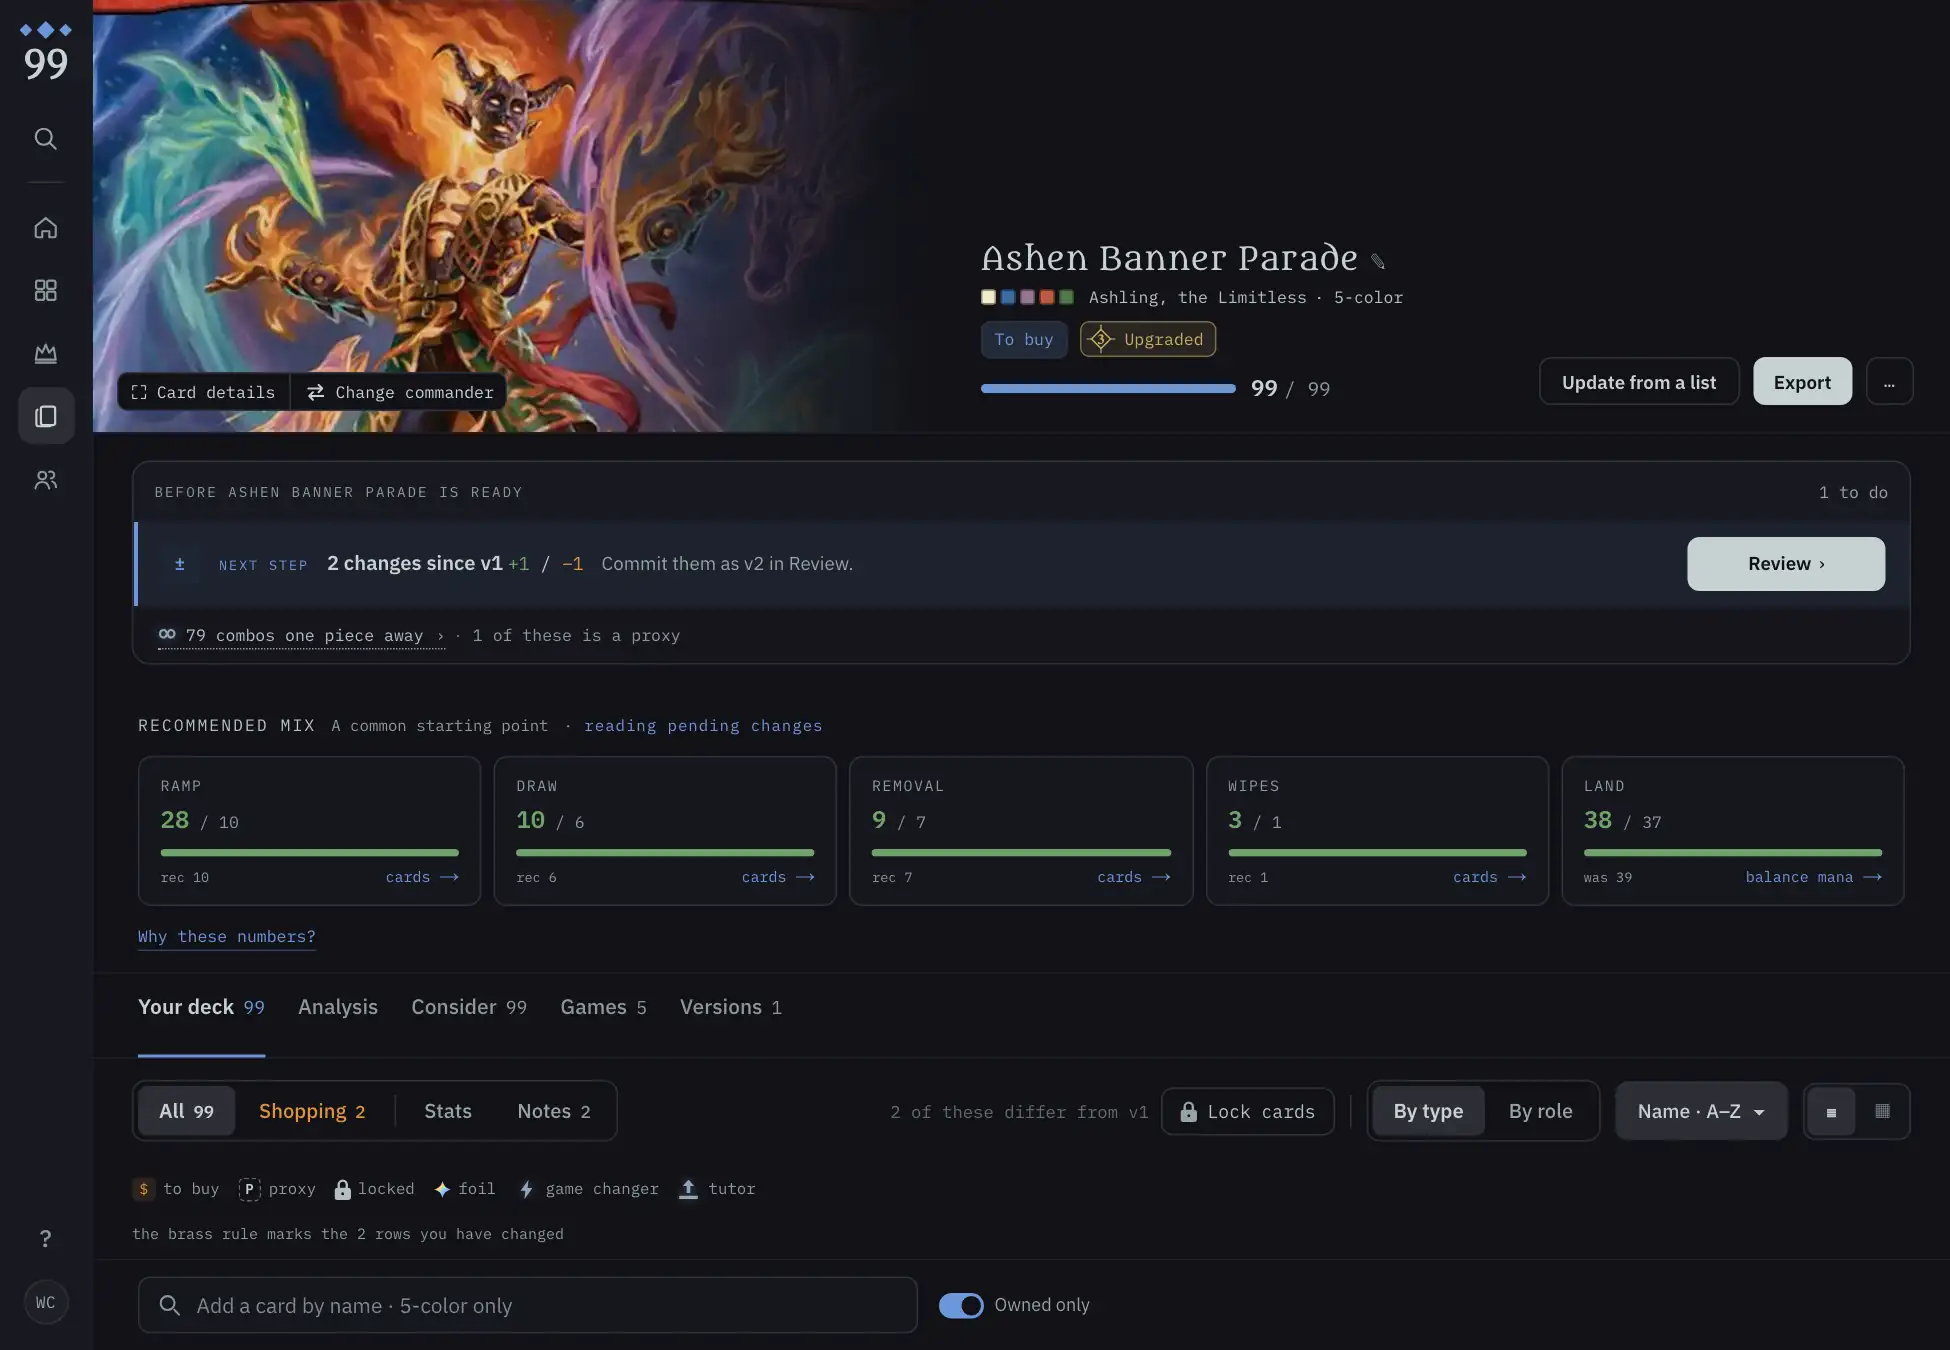 99
Ashen Banner Parade
Ashling, the Limitless · 5-color
To buy
3 Upgraded
99 / 99
Card details
Change commander
Update from a list
Export
…
BEFORE ASHEN BANNER PARADE IS READY
1 to do
± NEXT STEP 2 changes since v1 +1 / −1 Commit them as v2 in Review.
Review ›
∞ 79 combos one piece away › · 1 of these is a proxy
RECOMMENDED MIX A common starting point · reading pending changes
RAMP
28 / 10
rec 10 cards →
DRAW
10 / 6
rec 6 cards →
REMOVAL
9 / 7
rec 7 cards →
WIPES
3 / 1
rec 1 cards →
LAND
38 / 37
was 39 balance mana →
Why these numbers?
Your deck 99 Analysis Consider 99 Games 5 Versions 1
All 99 Shopping 2 Stats Notes 2
2 of these differ from v1 Lock cards By type By role Name · A–Z
$ to buy P proxy locked foil game changer tutor
the brass rule marks the 2 rows you have changed
?
WC
Add a card by name · 5-color only
Owned only